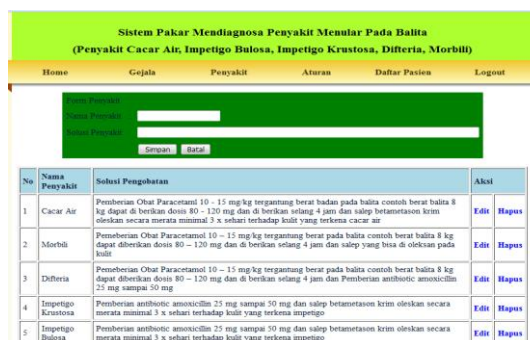 Sistem Pakar Mendiagnosa Penyakit Menular Pada Balita
(Penyakit Cacar Air, Impetigo Bulosa, Impetigo Krustosa, Difteria, Morbili)
Home Gejala Penyakit Aturan Daftar Pasien Logout
Form Penyakit
Nama Penyakit
Solusi Penyakit
Simpan Batal
No Nama Penyakit Solusi Pengobatan Aksi
1 Cacar Air Pemberian Obat Paracetaml 10 - 15 mg/kg tergantung berat badan pada balita contoh berat balita 8
kg dapat di berikan dosis 80 - 120 mg dan di berikan selang 4 jam dan salep betametason krim
oleskan secara merata minimal 3 x sehari terhadap kulit yang terkena cacar air
Edit Hapus
2 Morbili Pemeberian Obat Paracetamol 10 – 15 mg/kg tergantung berat pada balita contoh berat balita 8 kg
dapat diberikan dosis 80 – 120 mg dan di berikan selang 4 jam dan salep yang bisa di oleskan pada
kulit
Edit Hapus
3 Difteria Pemeberian Obat Paracetamol 10 – 15 mg/kg tergantung berat pada balita contoh berat balita 8 kg
dapat diberikan dosis 80 – 120 mg dan di berikan selang 4 jam dan Pemberian antibiotic amoxicillin
25 mg sampai 50 mg
Edit Hapus
4 Impetigo Krustosa Pemberian antibiotic amoxicillin 25 mg sampai 50 mg dan salep betametason krim oleskan secara
merata minimal 3 x sehari terhadap kulit yang terkena impetigo
Edit Hapus
5 Impetigo Bulosa Pemberian antibiotic amoxicillin 25 mg sampai 50 mg dan salep betametason krim oleskan secara
merata minimal 3 x sehari terhadap kulit yang terkena impetigo
Edit Hapus